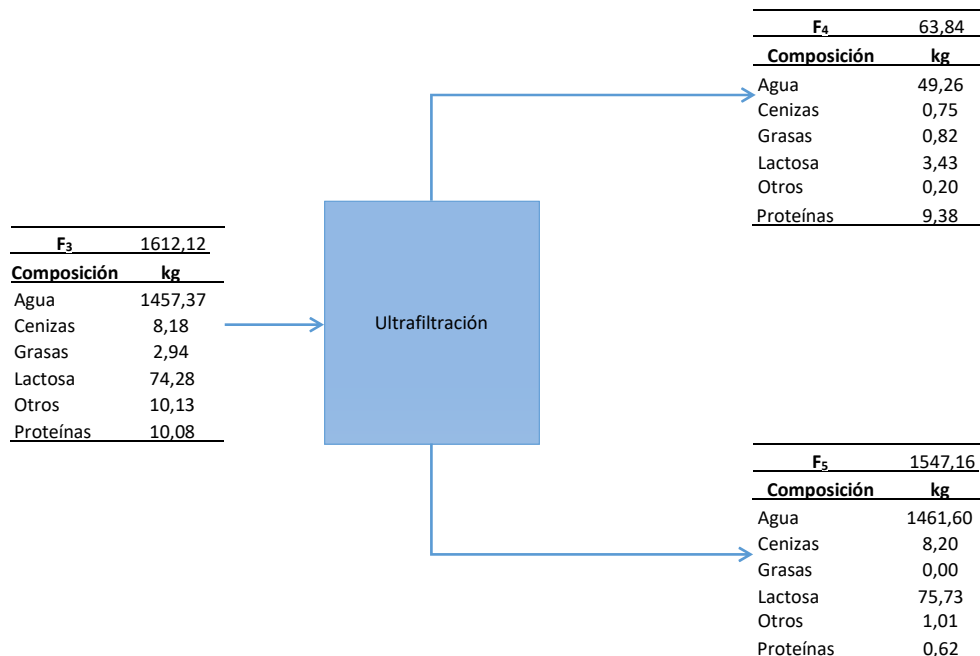 F₄ 63,84
Composición kg
Agua 49,26
Cenizas 0,75
Grasas 0,82
Lactosa 3,43
Otros 0,20
Proteínas 9,38
F₃ 1612,12
Composición kg
Agua 1457,37
Cenizas 8,18
Grasas 2,94
Lactosa 74,28
Otros 10,13
Proteínas 10,08
Ultrafiltración
F₅ 1547,16
Composición kg
Agua 1461,60
Cenizas 8,20
Grasas 0,00
Lactosa 75,73
Otros 1,01
Proteínas 0,62